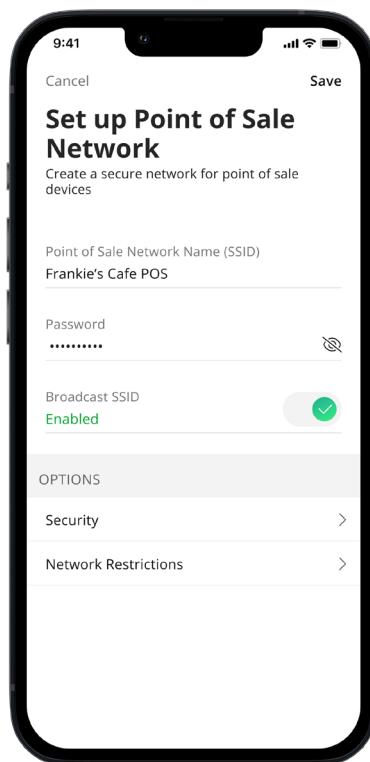 9:41
Cancel Save
Set up Point of Sale
Network
Create a secure network for point of sale
devices
Point of Sale Network Name (SSID)
Frankie's Cafe POS
Password
••••••••••
Broadcast SSID
Enabled
OPTIONS
Security
Network Restrictions